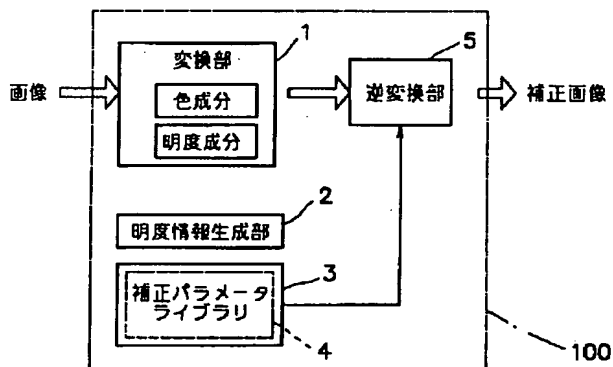 1
変換部
画像
色成分
明度成分
5
逆変換部
補正画像
2
明度情報生成部
3
補正パラメータ
ライブラリ
4
100